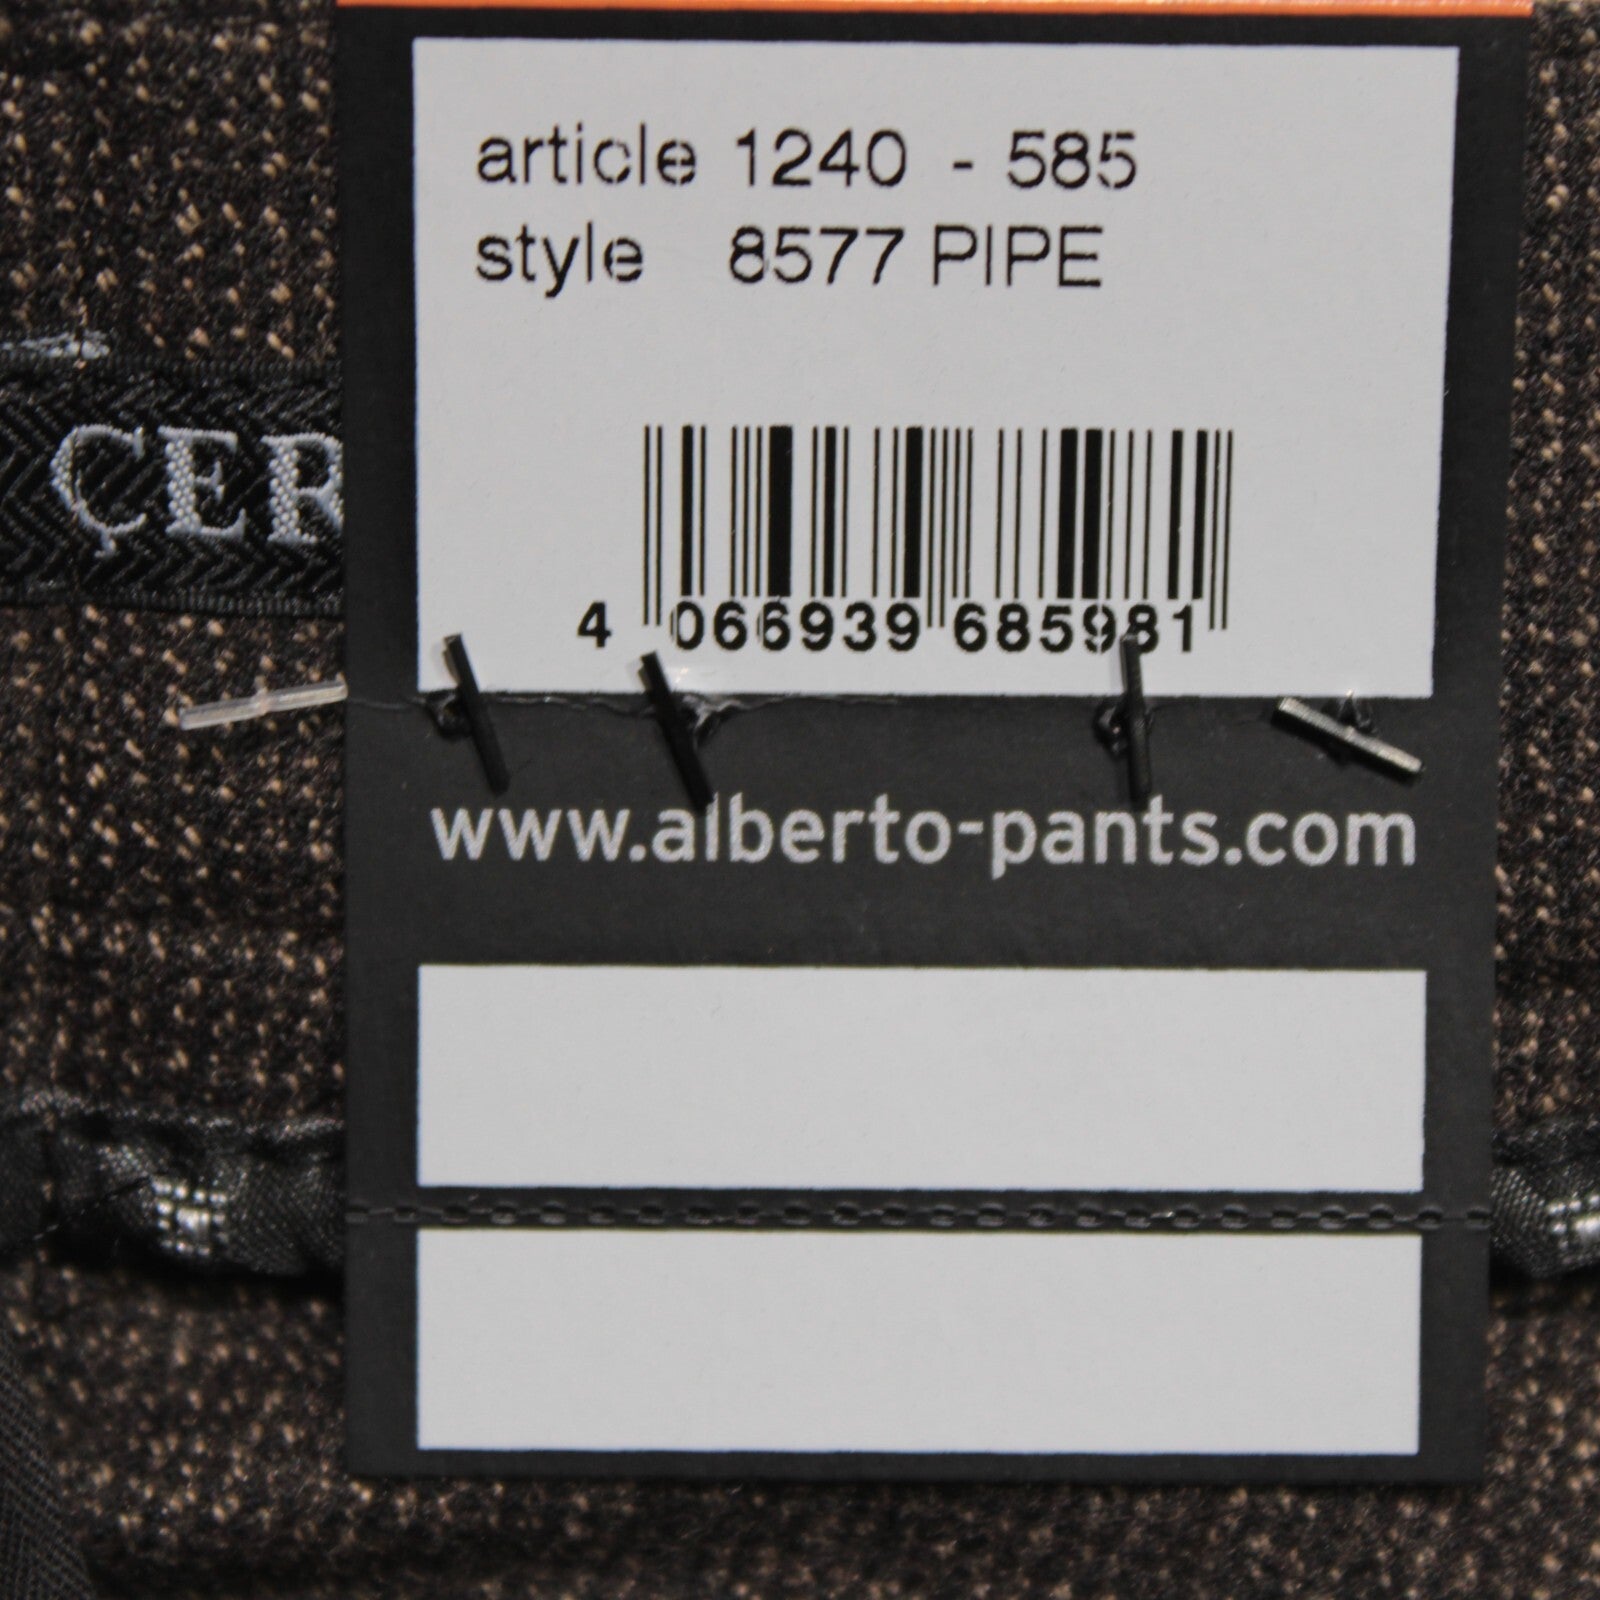 article 1240 - 585
style 8577 PIPE
ÇER
4 066939 685981
www.alberto-pants.com